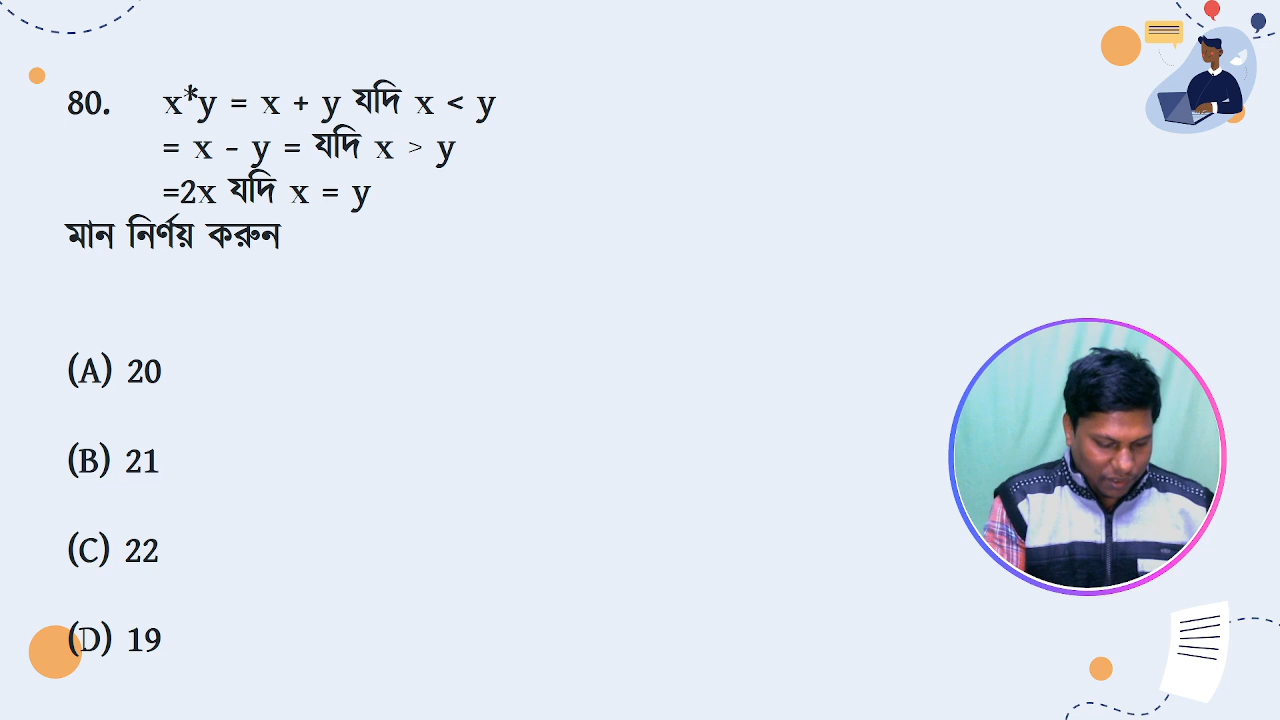 80. x*y = x + y যদি x < y
= x - y = যদি x > y
=2x যদি x = y
মান নির্ণয় করুন
(A) 20
(B) 21
(C) 22
(D) 19